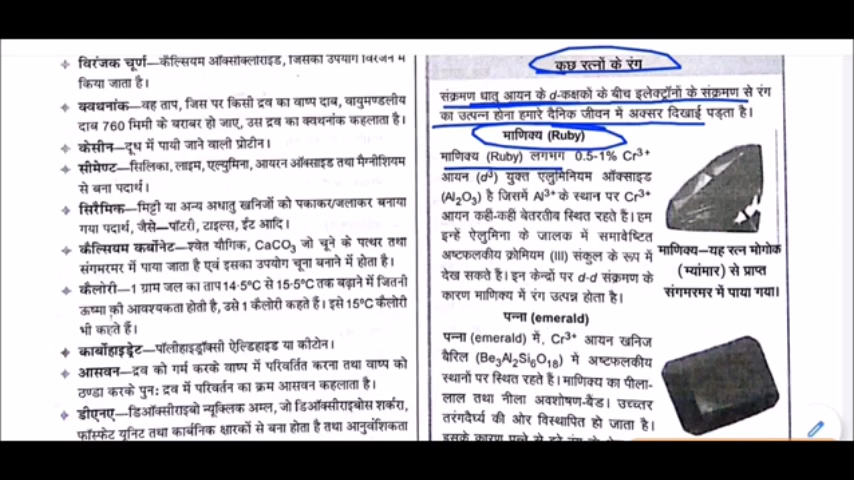 विरंजक चूर्ण–कैल्सियम ऑक्सीक्लोराइड, जिसका उपयोग विरंजन में
किया जाता है।
क्वथनांक–वह ताप, जिस पर किसी द्रव का वाष्प दाब, वायुमण्डलीय
दाब 760 मिमी के बराबर हो जाए, उस द्रव का क्वथनांक कहलाता है।
केसीन–दूध में पायी जाने वाली प्रोटीन।
सीमेण्ट–सिलिका, लाइम, एल्युमिना, आयरन ऑक्साइड तथा मैग्नीशियम
से बना पदार्थ।
सिरैमिक–मिट्टी या अन्य अधातु खनिजों को पकाकर/जलाकर बनाया
गया पदार्थ, जैसे–पॉटरी, टाइल्स, ईंट आदि।
कैल्सियम कार्बोनेट–श्वेत यौगिक, CaCO₃ जो चूने के पत्थर तथा
संगमरमर में पाया जाता है एवं इसका उपयोग चूना बनाने में होता है।
कैलोरी–1 ग्राम जल का ताप 14·5°C से 15·5°C तक बढ़ाने में जितनी
ऊष्मा की आवश्यकता होती है, उसे 1 कैलोरी कहते हैं। इसे 15°C कैलोरी
भी कहते हैं।
कार्बोहाइड्रेट–पॉलीहाइड्रॉक्सी ऐल्डिहाइड या कीटोन।
आसवन–द्रव को गर्म करके वाष्प में परिवर्तित करना तथा वाष्प को
ठण्डा करके पुनः द्रव में परिवर्तन का क्रम आसवन कहलाता है।
डीएनए–डिऑक्सीराइबो न्यूक्लिक अम्ल, जो डिऑक्सीराइबोस शर्करा,
फॉस्फेट यूनिट तथा कार्बनिक क्षारकों से बना होता है तथा आनुवंशिकता
कुछ रत्नों के रंग
संक्रमण धातु आयन के d-कक्षकों के बीच इलेक्ट्रॉनों के संक्रमण से रंग
का उत्पन्न होना हमारे दैनिक जीवन में अक्सर दिखाई पड़ता है।
माणिक्य (Ruby)
माणिक्य (Ruby) लगभग 0.5-1% Cr³⁺
आयन (d³) युक्त एलुमिनियम ऑक्साइड
(Al₂O₃) है जिसमें Al³⁺ के स्थान पर Cr³⁺
आयन कही-कही बेतरतीब स्थित रहते है। हम
इन्हें ऐलुमिना के जालक में समावेष्टित
अष्टफलकीय क्रोमियम (III) संकुल के रूप में
देख सकते है। इन केन्द्रों पर d-d संक्रमण के
कारण माणिक में रंग उत्पन्न होता है।
माणिक्य–यह रत्न मोगोक
(म्यांमार) से प्राप्त
संगमरमर में पाया गया।
पन्ना (emerald)
पन्ना (emerald) में, Cr³⁺ आयन खनिज
बैरिल (Be₃Al₂Si₆O₁₈) में अष्टफलकीय
स्थानों पर स्थित रहते है। माणिक्य का पीला-
लाल तथा नीला अवशोषण-बैंड। उच्च्तर
तरंगदैर्ध्य की ओर विस्थापित हो जाता है।
इसके कारण पन्ने से हरे रंग